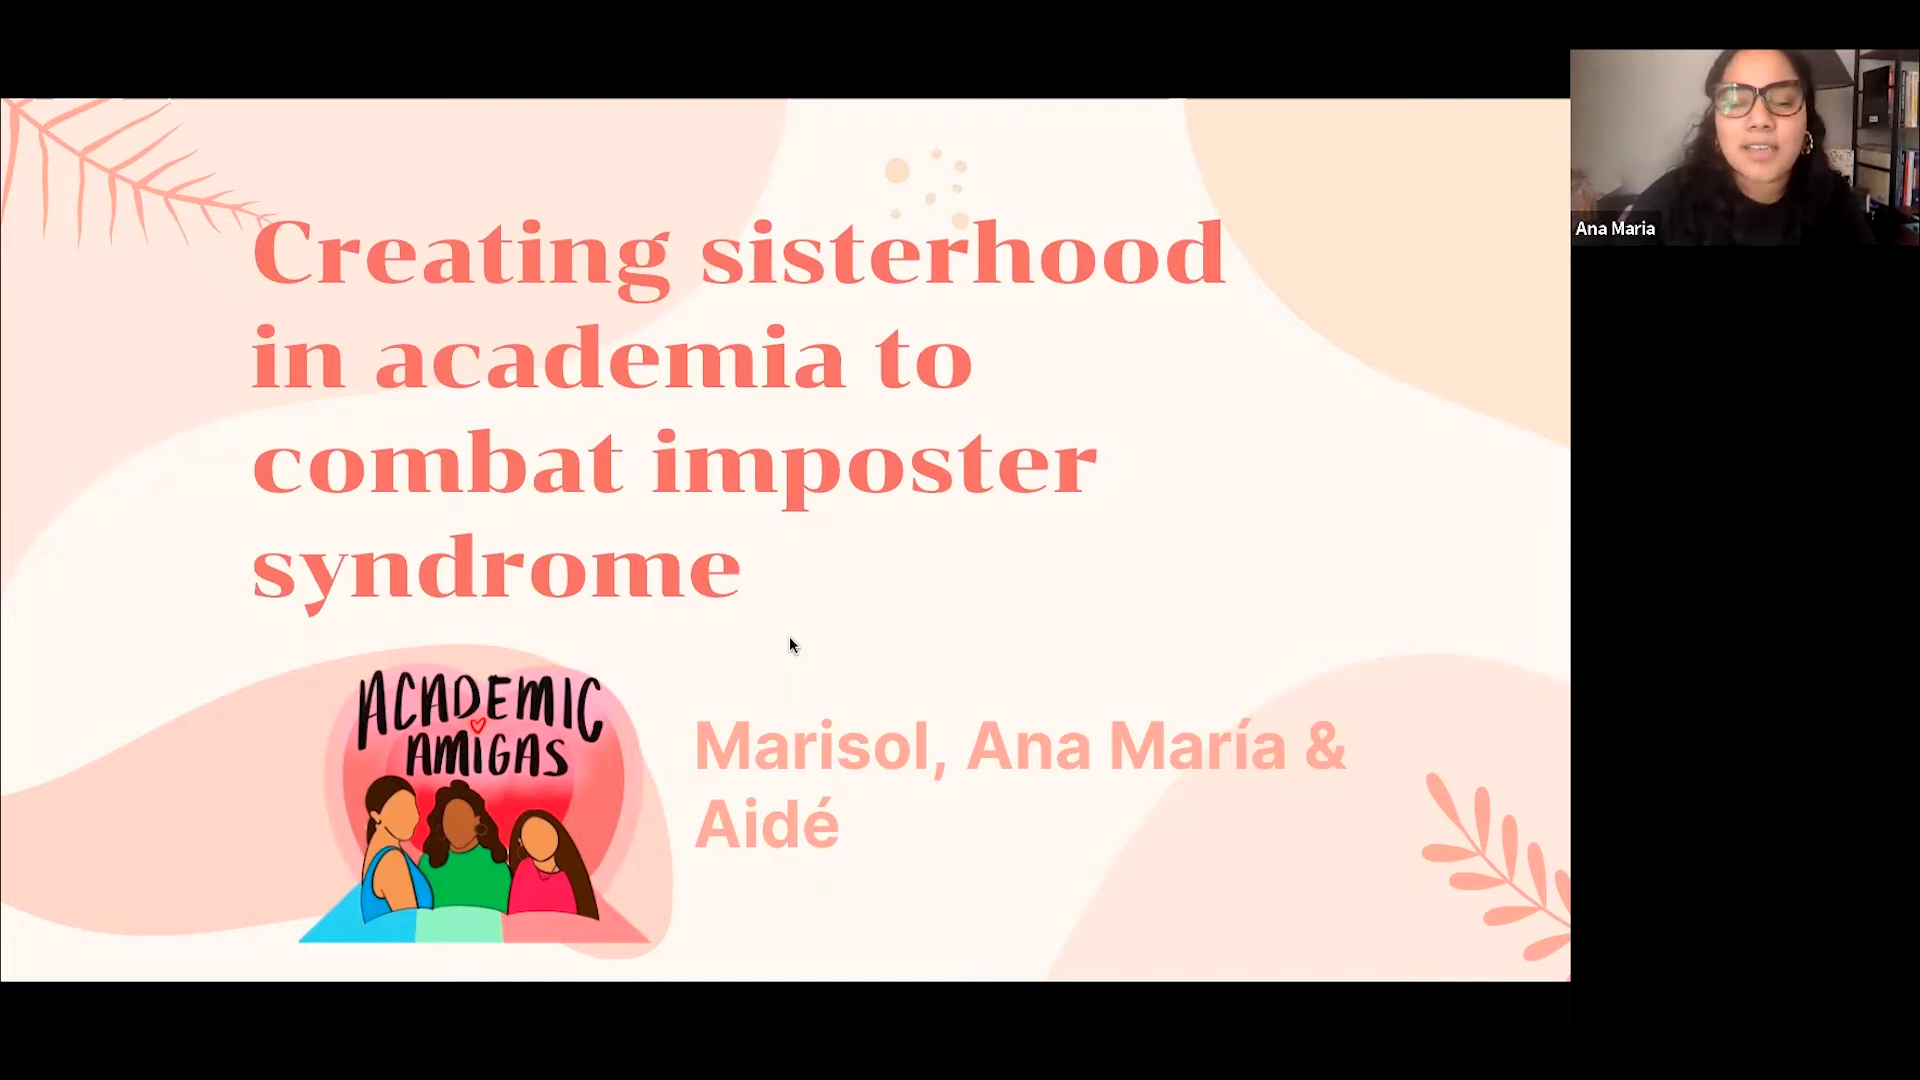 Creating sisterhood
in academia to
combat imposter
syndrome
ACADEMIC
AMIGAS
Marisol, Ana María &
Aidé
Ana Maria